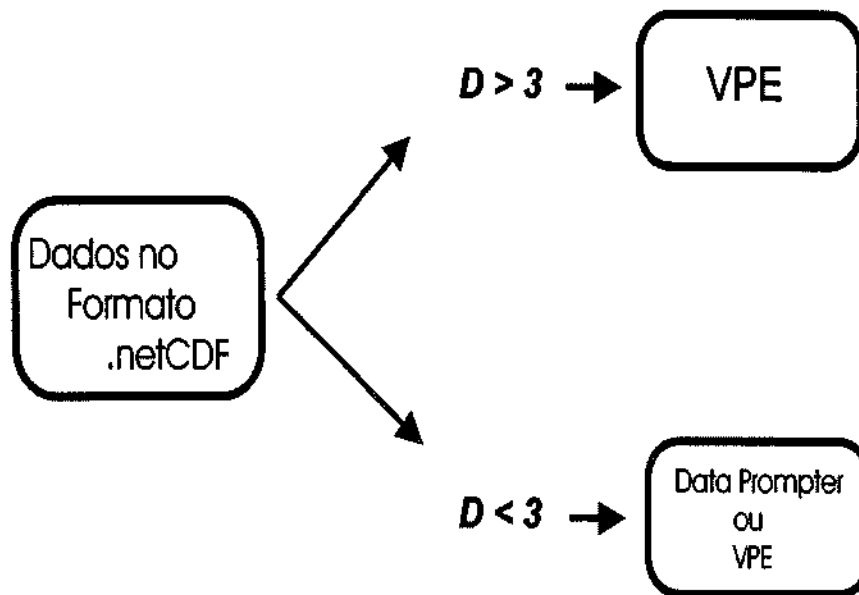 D > 3
VPE
Dados no
Formato
.netCDF
D < 3
Data Prompter
ou
VPE